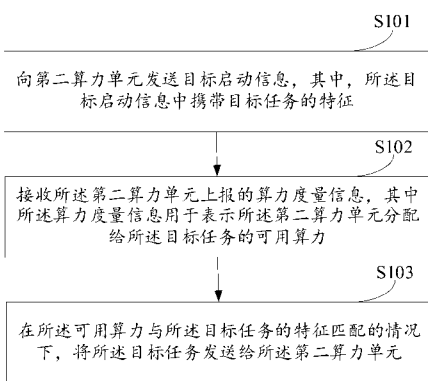 S101
向第二算力单元发送目标启动信息，其中，所述目
标启动信息中携带目标任务的特征
S102
接收所述第二算力单元上报的算力度量信息，其中
所述算力度量信息用于表示所述第二算力单元分配
给所述目标任务的可用算力
S103
在所述可用算力与所述目标任务的特征匹配的情况
下，将所述目标任务发送给所述第二算力单元